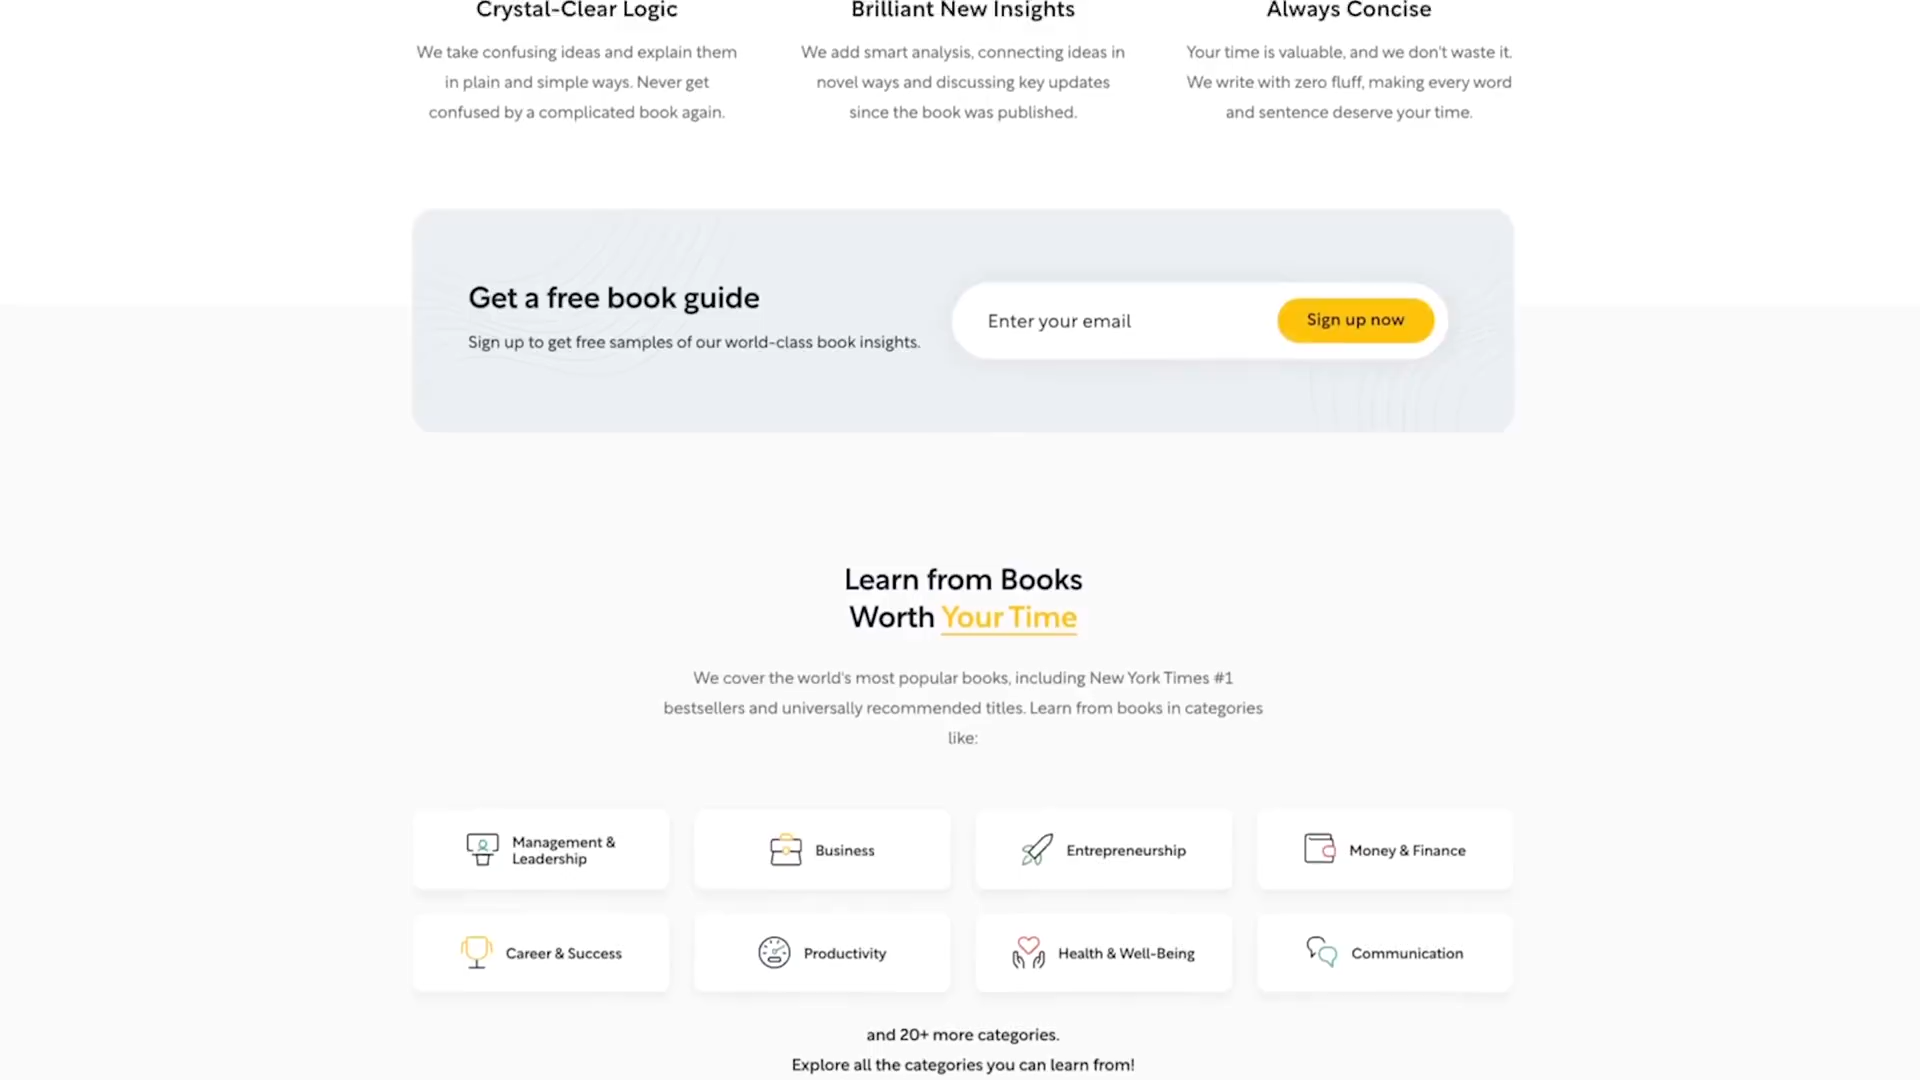 Crystal-Clear Logic
We take confusing ideas and explain them
in plain and simple ways. Never get
confused by a complicated book again.
Brilliant New Insights
We add smart analysis, connecting ideas in
novel ways and discussing key updates
since the book was published.
Always Concise
Your time is valuable, and we don't waste it.
We write with zero fluff, making every word
and sentence deserve your time.
Get a free book guide
Sign up to get free samples of our world-class book insights.
Enter your email
Sign up now
Learn from Books
Worth Your Time
We cover the world's most popular books, including New York Times #1
bestsellers and universally recommended titles. Learn from books in categories
like:
Management &
Leadership
Business
Entrepreneurship
Money & Finance
Career & Success
Productivity
Health & Well-Being
Communication
and 20+ more categories.
Explore all the categories you can learn from!